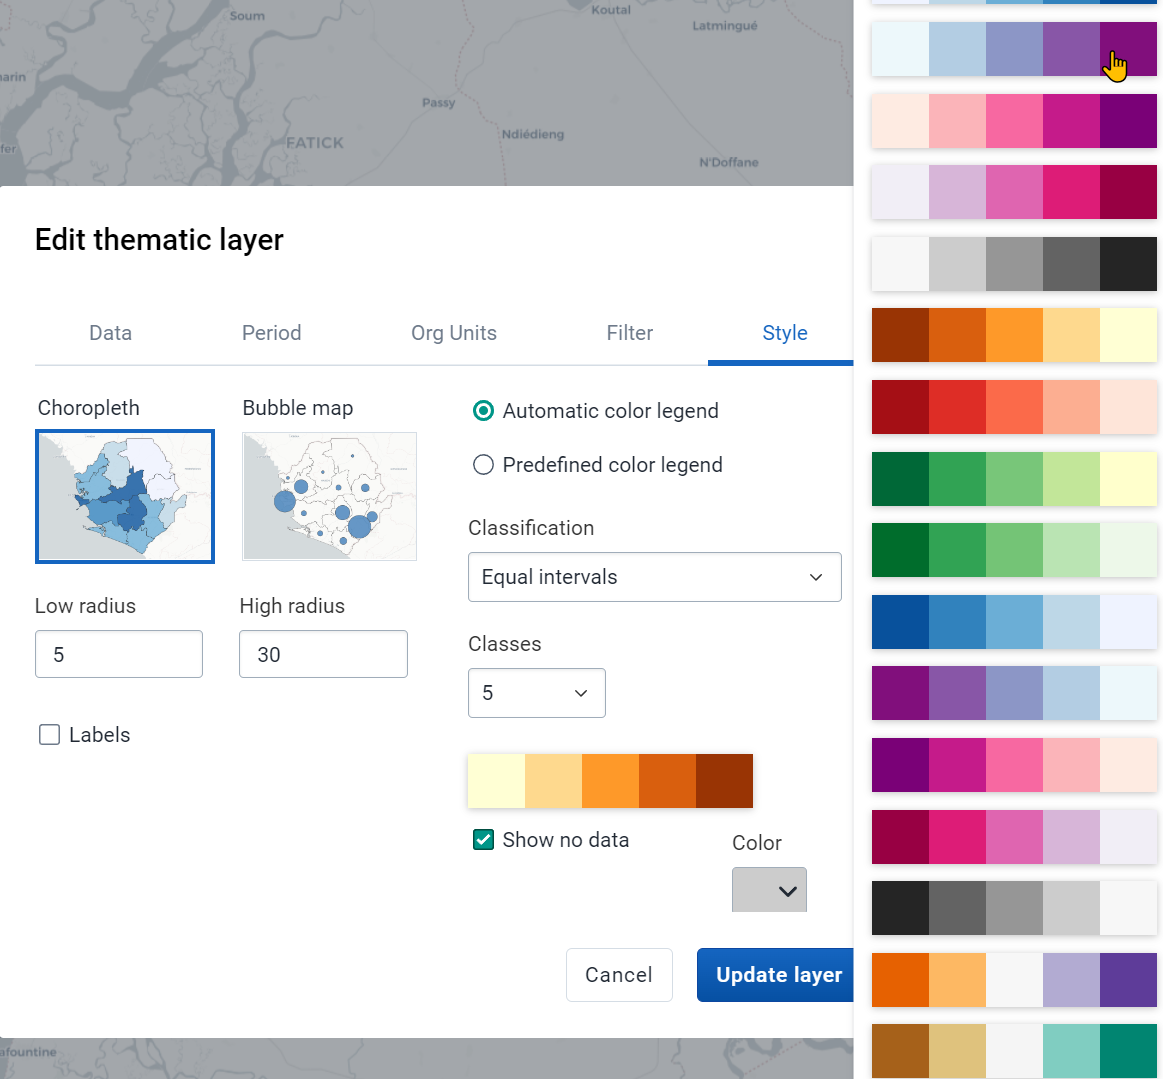 Soum
Koutal
Latmingué
arin
Passy
Ndiédieng
FATICK
fer
N'Doffane
Edit thematic layer
Data
Period
Org Units
Filter
Style
Choropleth
Bubble map
Automatic color legend
Predefined color legend
Classification
Equal intervals
Low radius
High radius
5
30
Classes
5
Labels
Show no data
Color
Cancel
Update layer
afountine